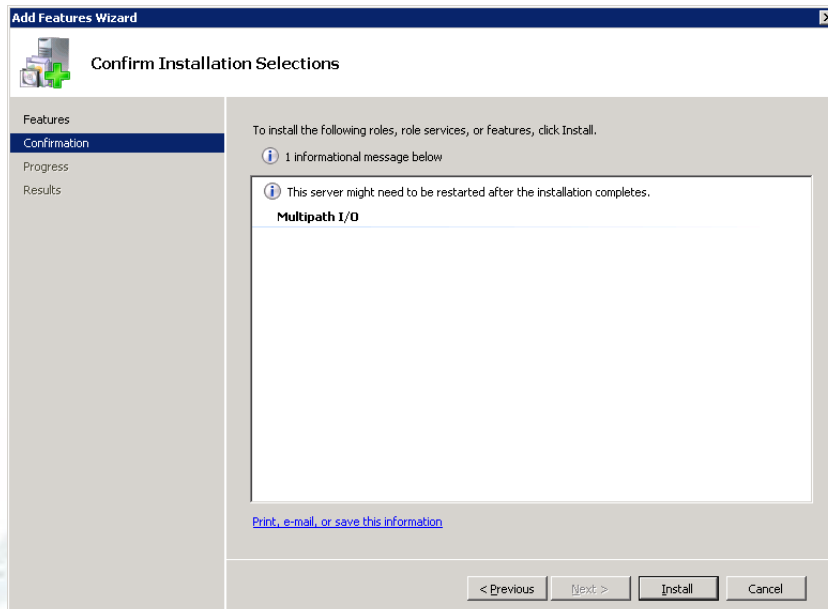 Add Features Wizard
Confirm Installation Selections
Features
Confirmation
Progress
Results
To install the following roles, role services, or features, click Install.
1 informational message below
This server might need to be restarted after the installation completes.
Multipath I/O
Print, e-mail, or save this information
< Previous
Next >
Install
Cancel